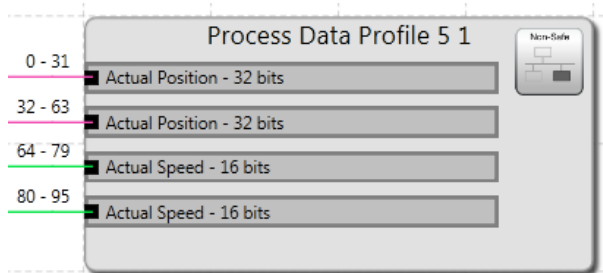 Process Data Profile 5 1
Non-Safe
0 - 31
Actual Position - 32 bits
32 - 63
Actual Position - 32 bits
64 - 79
Actual Speed - 16 bits
80 - 95
Actual Speed - 16 bits